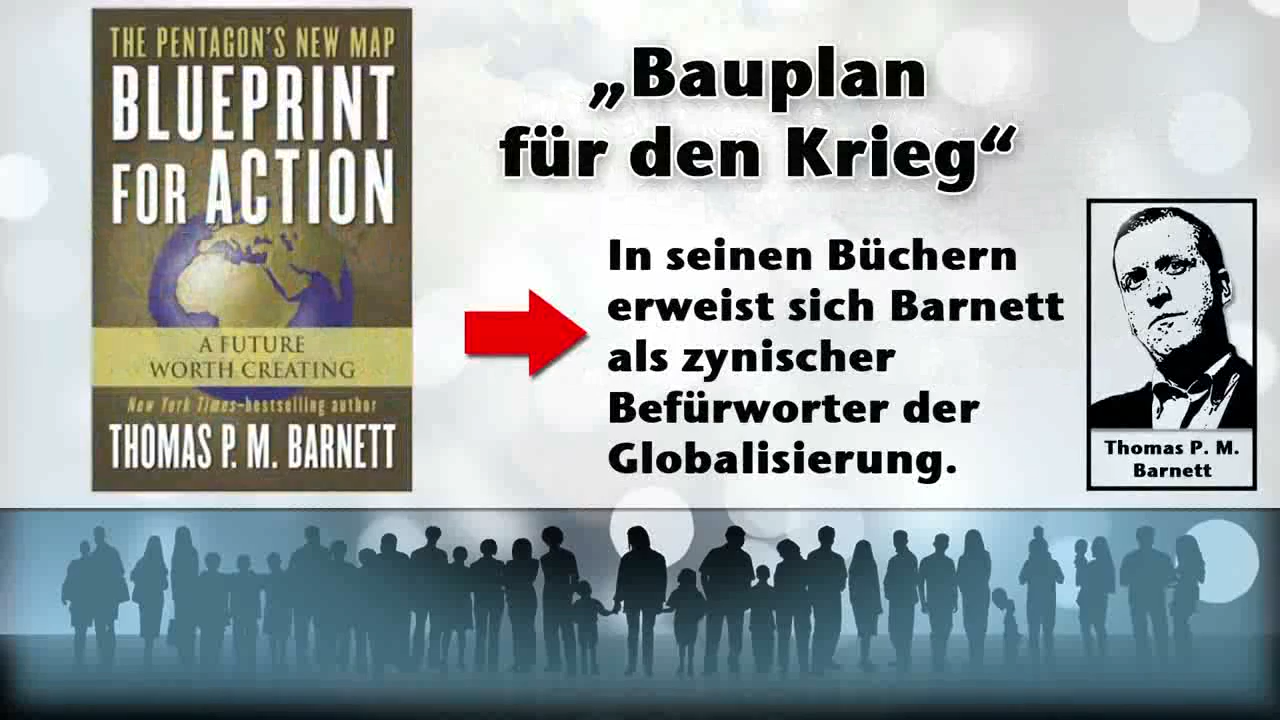 THE PENTAGON'S NEW MAP
BLUEPRINT
FOR ACTION
A FUTURE
WORTH CREATING
New York Times-bestselling author
THOMAS P. M. BARNETT
„Bauplan
für den Krieg“
In seinen Büchern
erweist sich Barnett
als zynischer
Befürworter der
Globalisierung.
Thomas P. M.
Barnett